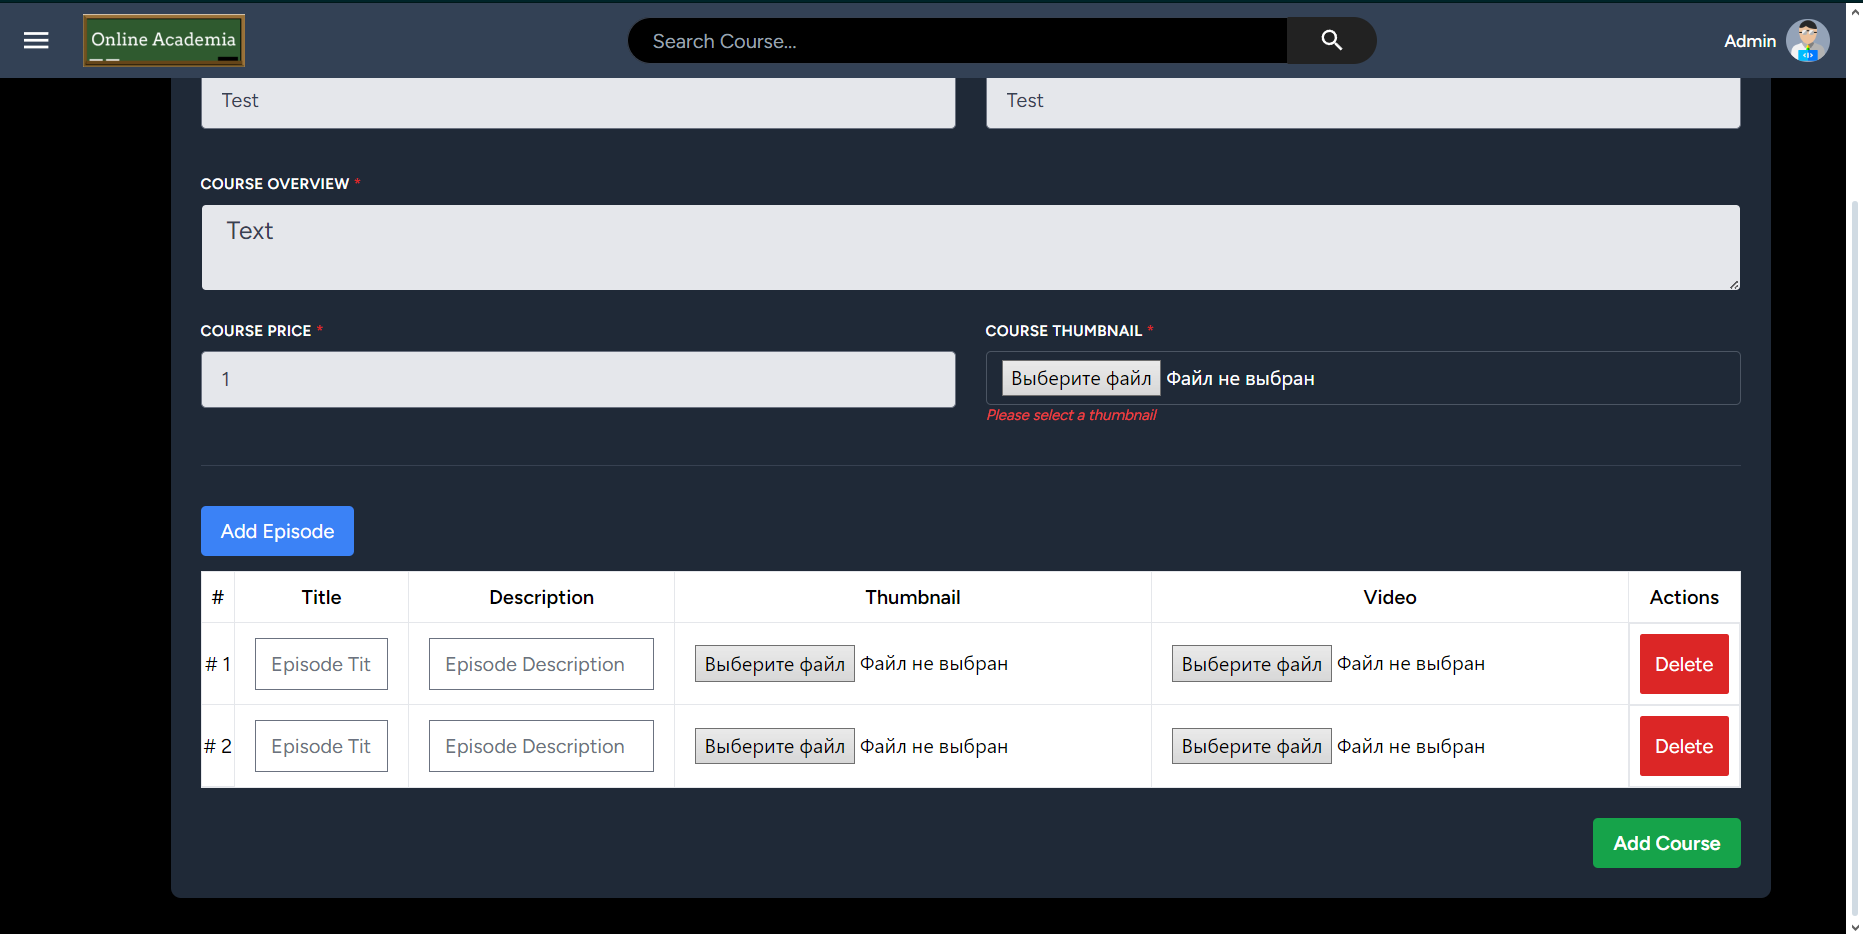 Online Academia
Search Course...
Admin
Test
Test
COURSE OVERVIEW *
Text
COURSE PRICE *
COURSE THUMBNAIL *
1
Выберите файл Файл не выбран
Please select a thumbnail
Add Episode
# Title Description Thumbnail Video Actions
# 1 Episode Tit Episode Description Выберите файл Файл не выбран Выберите файл Файл не выбран Delete
# 2 Episode Tit Episode Description Выберите файл Файл не выбран Выберите файл Файл не выбран Delete
Add Course